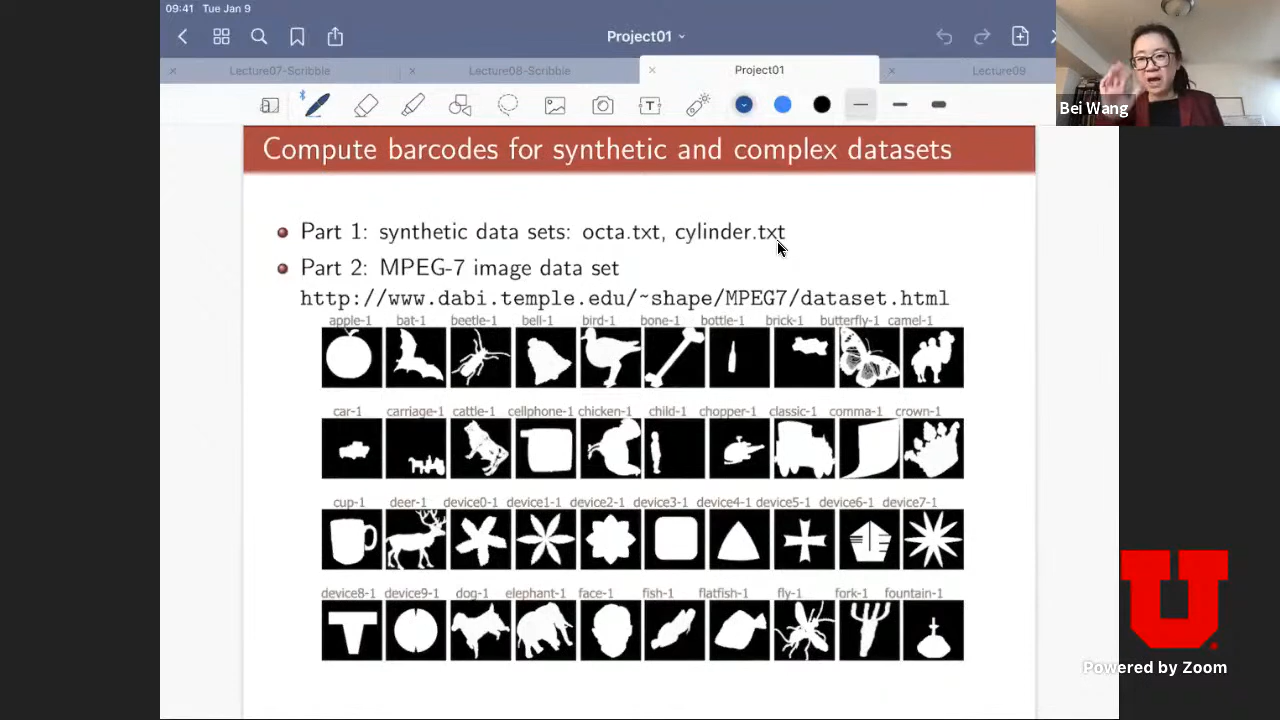 09:41 Tue Jan 9
Project01
Lecture07-Scribble
Lecture08-Scribble
Project01
Lecture09
Bei Wang
Compute barcodes for synthetic and complex datasets
Part 1: synthetic data sets: octa.txt, cylinder.txt
Part 2: MPEG-7 image data set
http://www.dabi.temple.edu/~shape/MPEG7/dataset.html
apple-1 bat-1 beetle-1 bell-1 bird-1 bone-1 bottle-1 brick-1 butterfly-1 camel-1
car-1 carriage-1 cattle-1 cellphone-1 chicken-1 child-1 chopper-1 classic-1 comma-1 crown-1
cup-1 deer-1 device0-1 device1-1 device2-1 device3-1 device4-1 device5-1 device6-1 device7-1
device8-1 device9-1 dog-1 elephant-1 face-1 fish-1 flatfish-1 fly-1 fork-1 fountain-1
U
Powered by Zoom